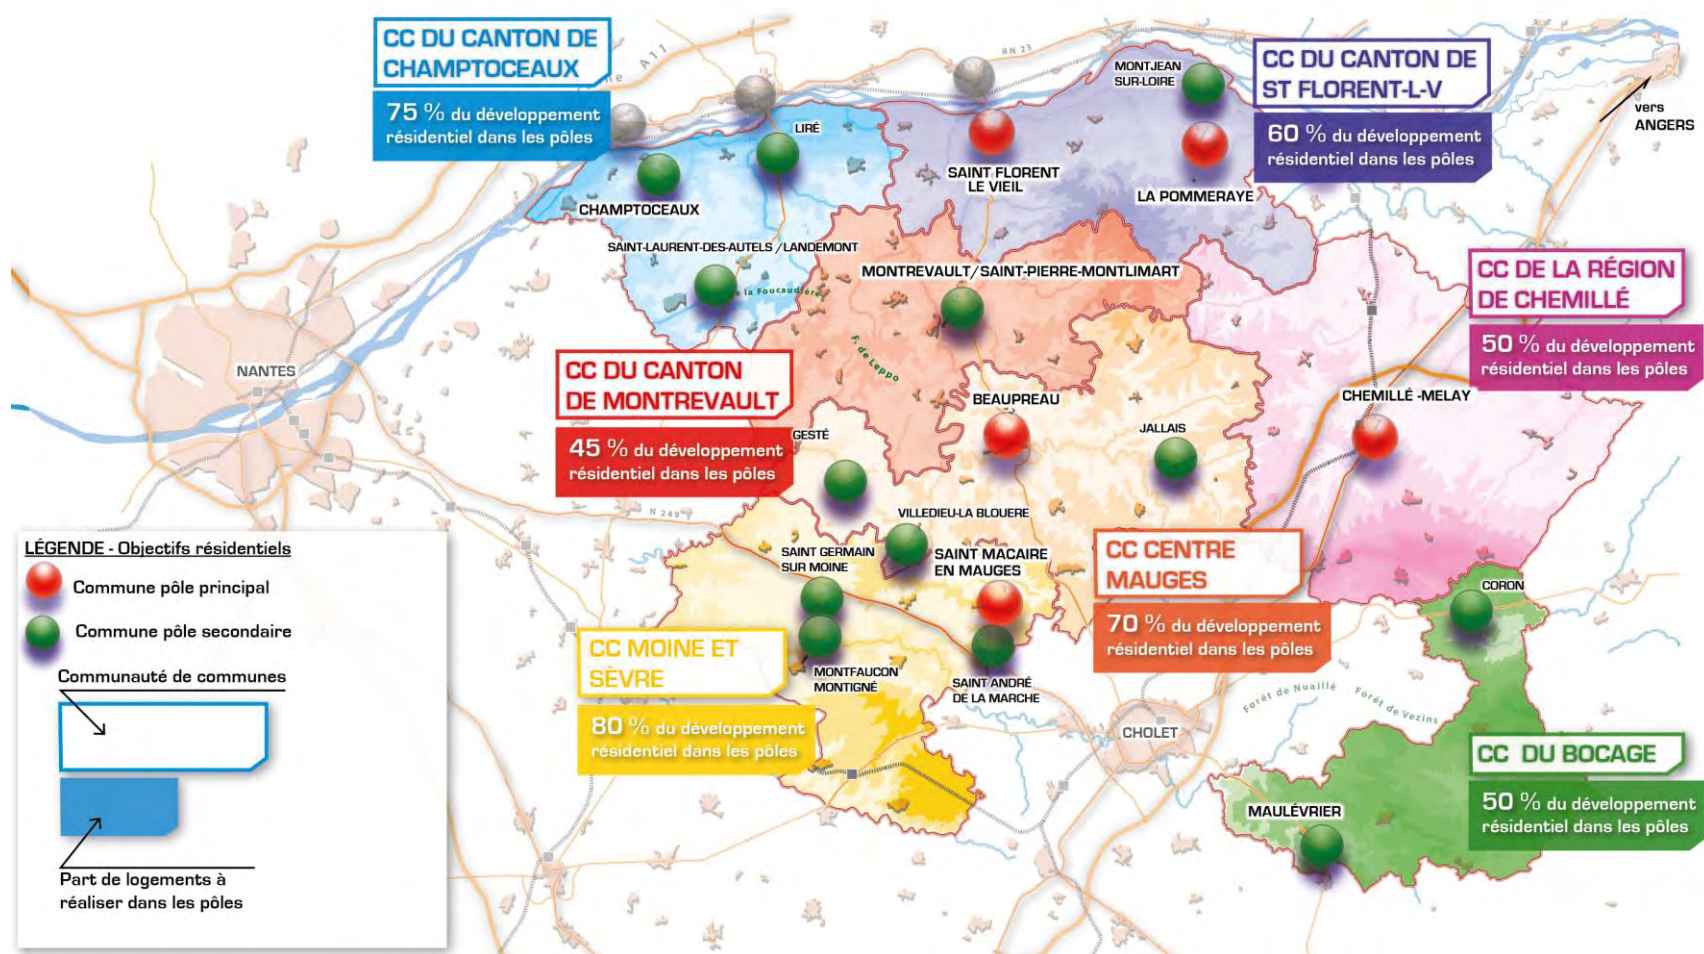 CC DU CANTON DE
CHAMPTOCEAUX
75 % du développement
résidentiel dans les pôles
A11
RN 23
MONTJEAN
SUR-LOIRE
CC DU CANTON DE
ST FLORENT-L-V
60 % du développement
résidentiel dans les pôles
vers
ANGERS
LIRÉ
CHAMPTOCEAUX
SAINT FLORENT
LE VIEIL
LA POMMERAYE
SAINT-LAURENT-DES-AUTELS /LANDEMONT
de la Foucaudière
MONTREVAULT/SAINT-PIERRE-MONTLIMART
CC DE LA RÉGION
DE CHEMILLÉ
50 % du développement
résidentiel dans les pôles
NANTES
F. de Leppo
CC DU CANTON
DE MONTREVAULT
45 % du développement
résidentiel dans les pôles
BEAUPREAU
CHEMILLÉ -MELAY
GESTÉ
JALLAIS
N 249
VILLEDIEU-LA BLOUERE
SAINT GERMAIN
SUR MOINE
SAINT MACAIRE
EN MAUGES
CC CENTRE
MAUGES
70 % du développement
résidentiel dans les pôles
CORON
LÉGENDE - Objectifs résidentiels
Commune pôle principal
Commune pôle secondaire
Communauté de communes
Part de logements à
réaliser dans les pôles
CC MOINE ET
SÈVRE
80 % du développement
résidentiel dans les pôles
MONTFAUCON
MONTIGNÉ
SAINT ANDRÉ
DE LA MARCHE
Forêt de Nuaillé
Forêt de Vezins
CHOLET
CC DU BOCAGE
50 % du développement
résidentiel dans les pôles
MAULÉVRIER